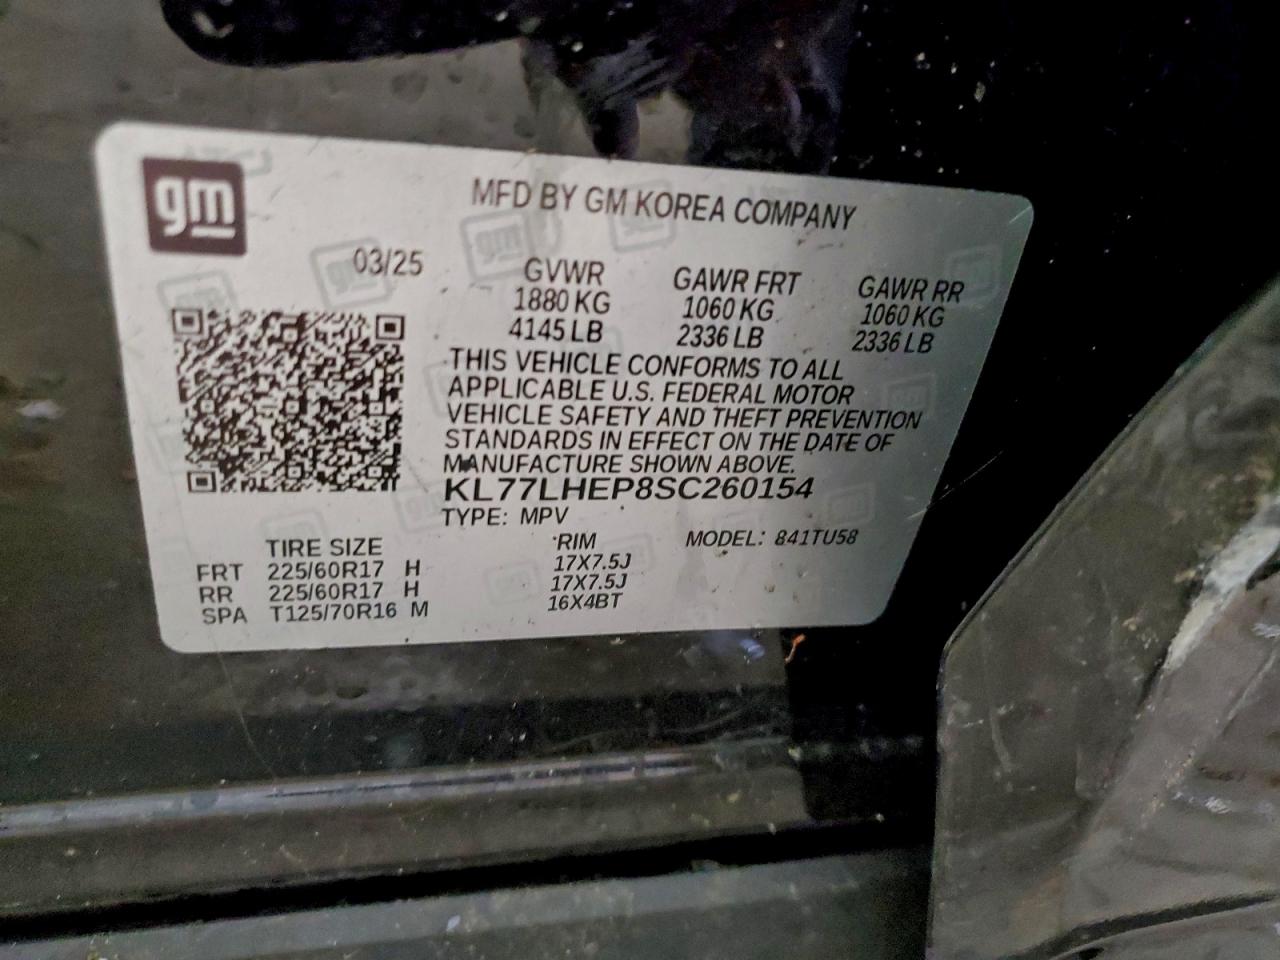 gm
MFD BY GM KOREA COMPANY
03/25
GVWR GAWR FRT GAWR RR
1880 KG 1060 KG 1060 KG
4145 LB 2336 LB 2336 LB
THIS VEHICLE CONFORMS TO ALL
APPLICABLE U.S. FEDERAL MOTOR
VEHICLE SAFETY AND THEFT PREVENTION
STANDARDS IN EFFECT ON THE DATE OF
MANUFACTURE SHOWN ABOVE.
KL77LHEP8SC260154
TYPE: MPV
TIRE SIZE RIM MODEL: 841TU58
FRT 225/60R17 H 17X7.5J
RR 225/60R17 H 17X7.5J
SPA T125/70R16 M 16X4BT